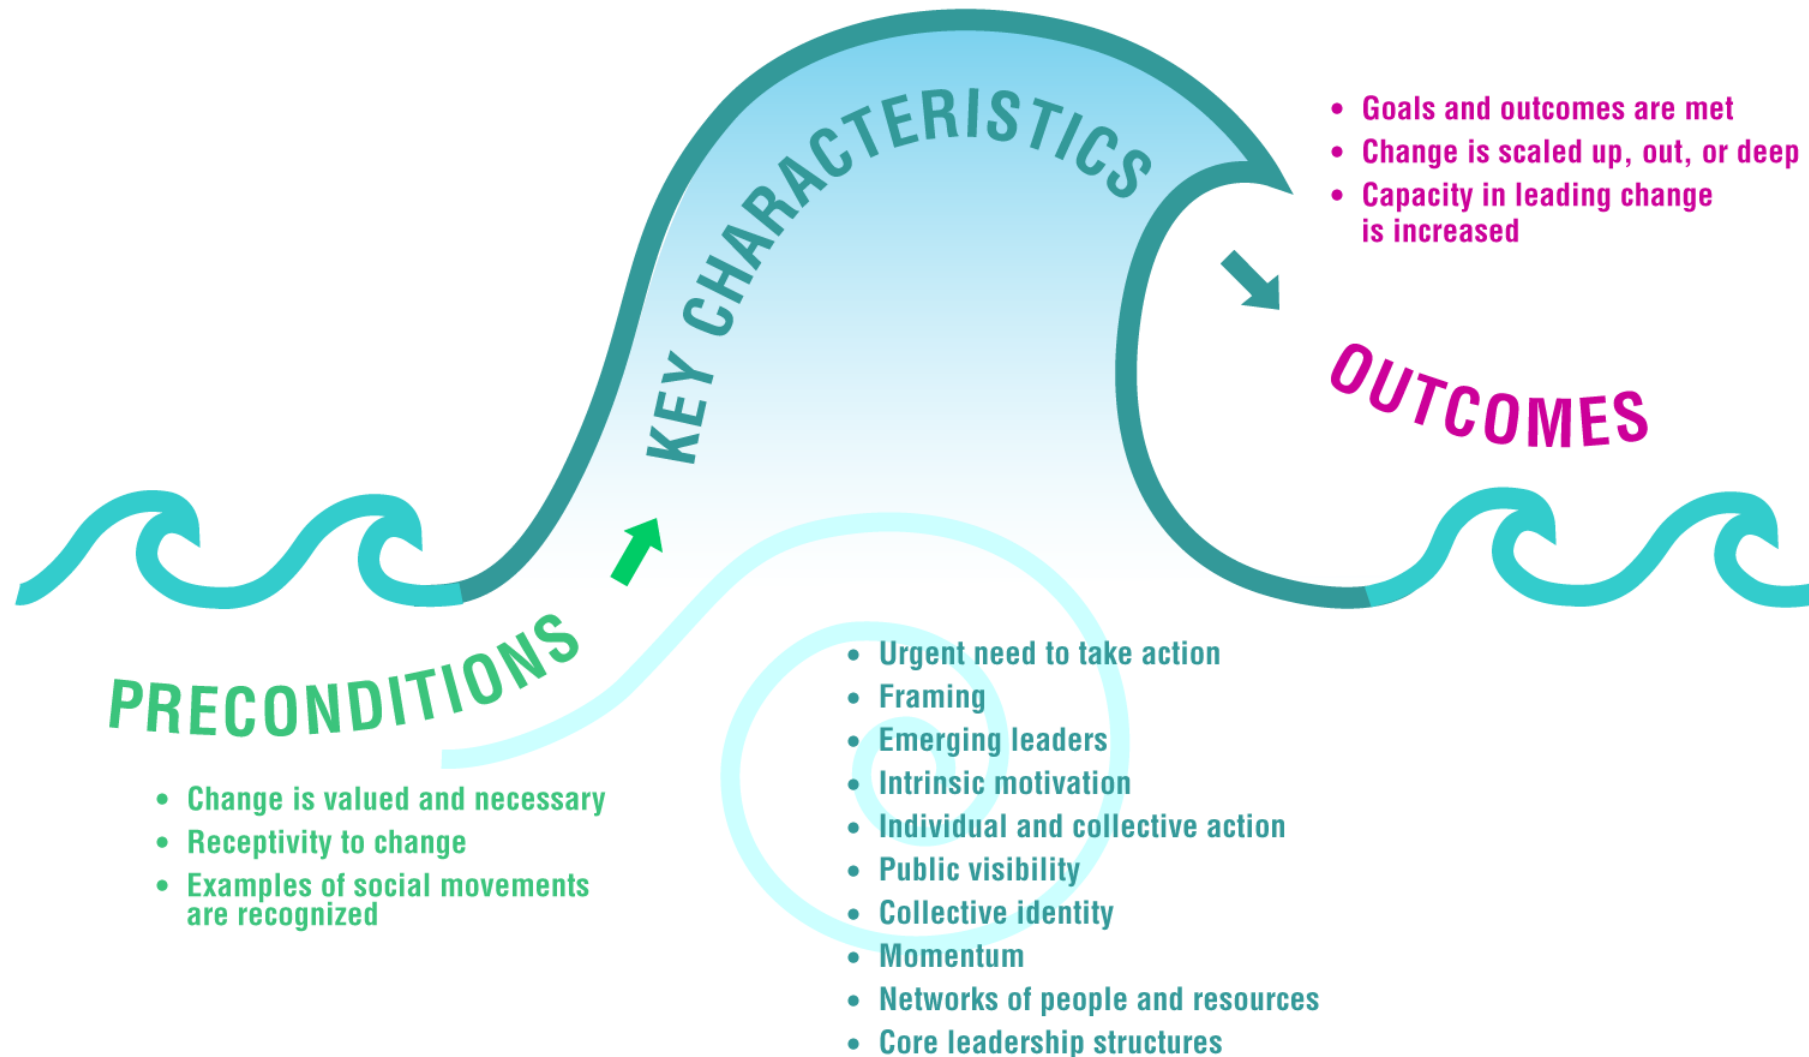 PRECONDITIONS
• Change is valued and necessary
• Receptivity to change
• Examples of social movements
are recognized
KEY CHARACTERISTICS
• Urgent need to take action
• Framing
• Emerging leaders
• Intrinsic motivation
• Individual and collective action
• Public visibility
• Collective identity
• Momentum
• Networks of people and resources
• Core leadership structures
OUTCOMES
• Goals and outcomes are met
• Change is scaled up, out, or deep
• Capacity in leading change
is increased